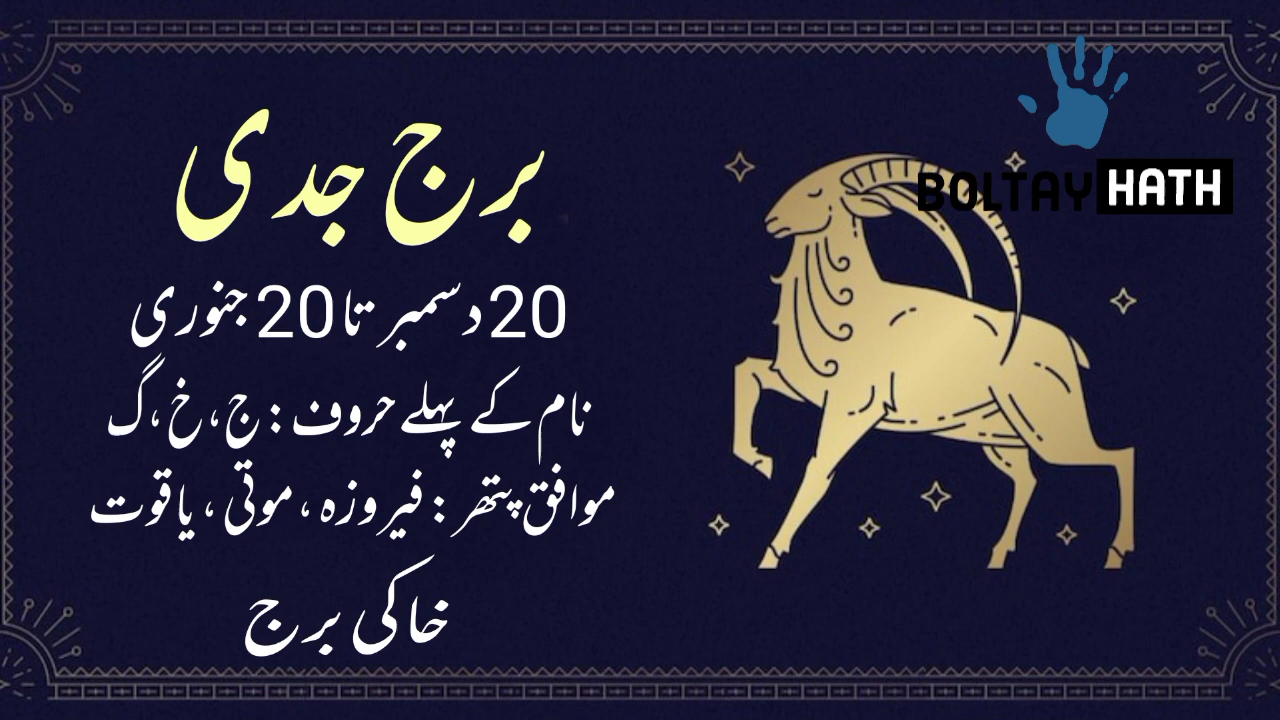 BOLTAY HATH
برج جدی
20 دسمبر تا 20 جنوری
نام کے پہلے حروف : ج، خ، گ
موافق پتھر : فیروزہ، موتی، یاقوت
خاکی برج